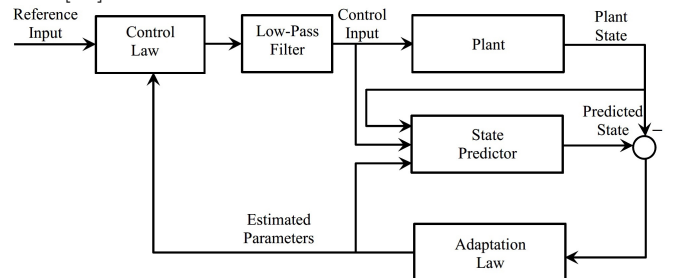 Reference
Input
Control
Law
Low-Pass
Filter
Control
Input
Plant
Plant
State
State
Predictor
Predicted
State
−
Estimated
Parameters
Adaptation
Law